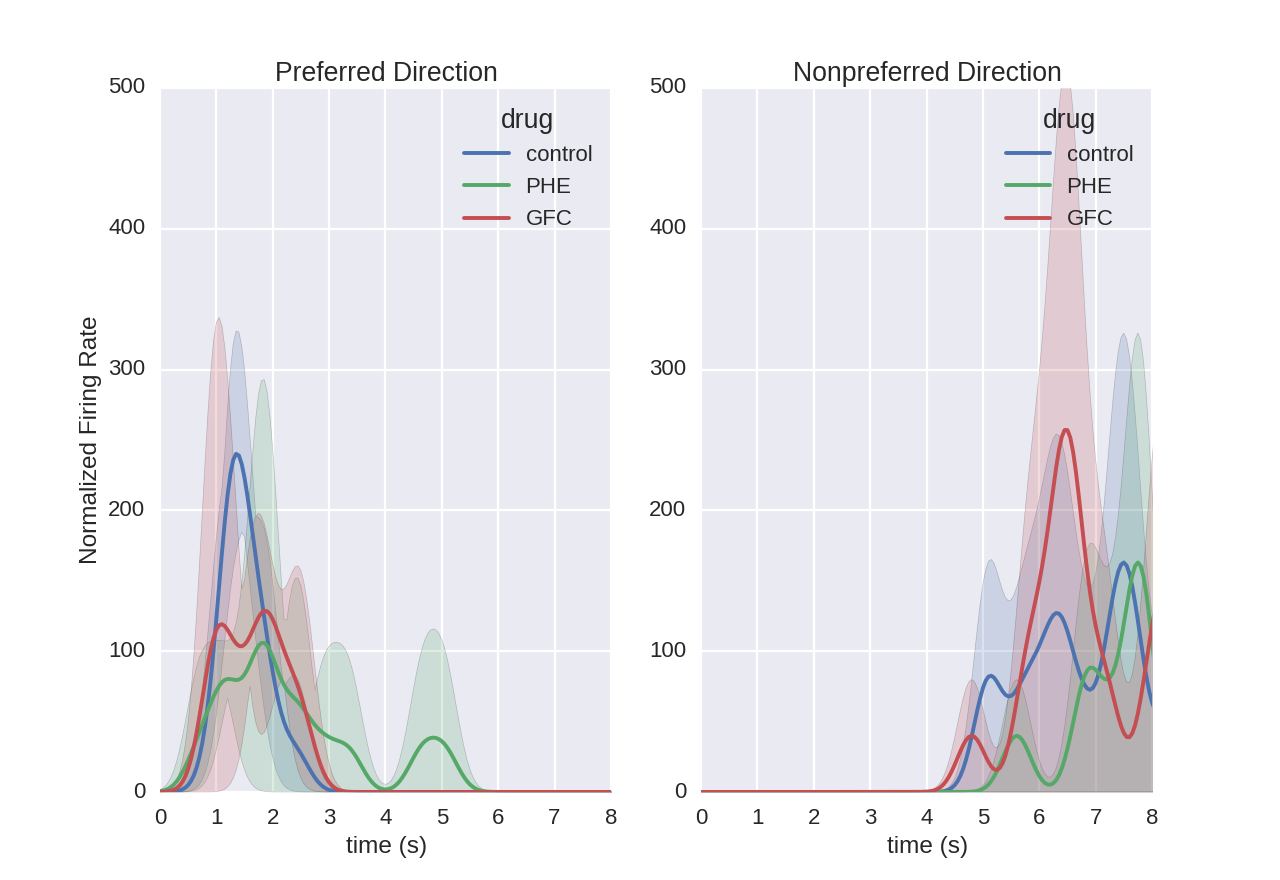 Preferred Direction
Nonpreferred Direction
Normalized Firing Rate
500
400
300
200
100
0
0 1 2 3 4 5 6 7 8
time (s)
drug
control
PHE
GFC
500
400
300
200
100
0
0 1 2 3 4 5 6 7 8
time (s)
drug
control
PHE
GFC